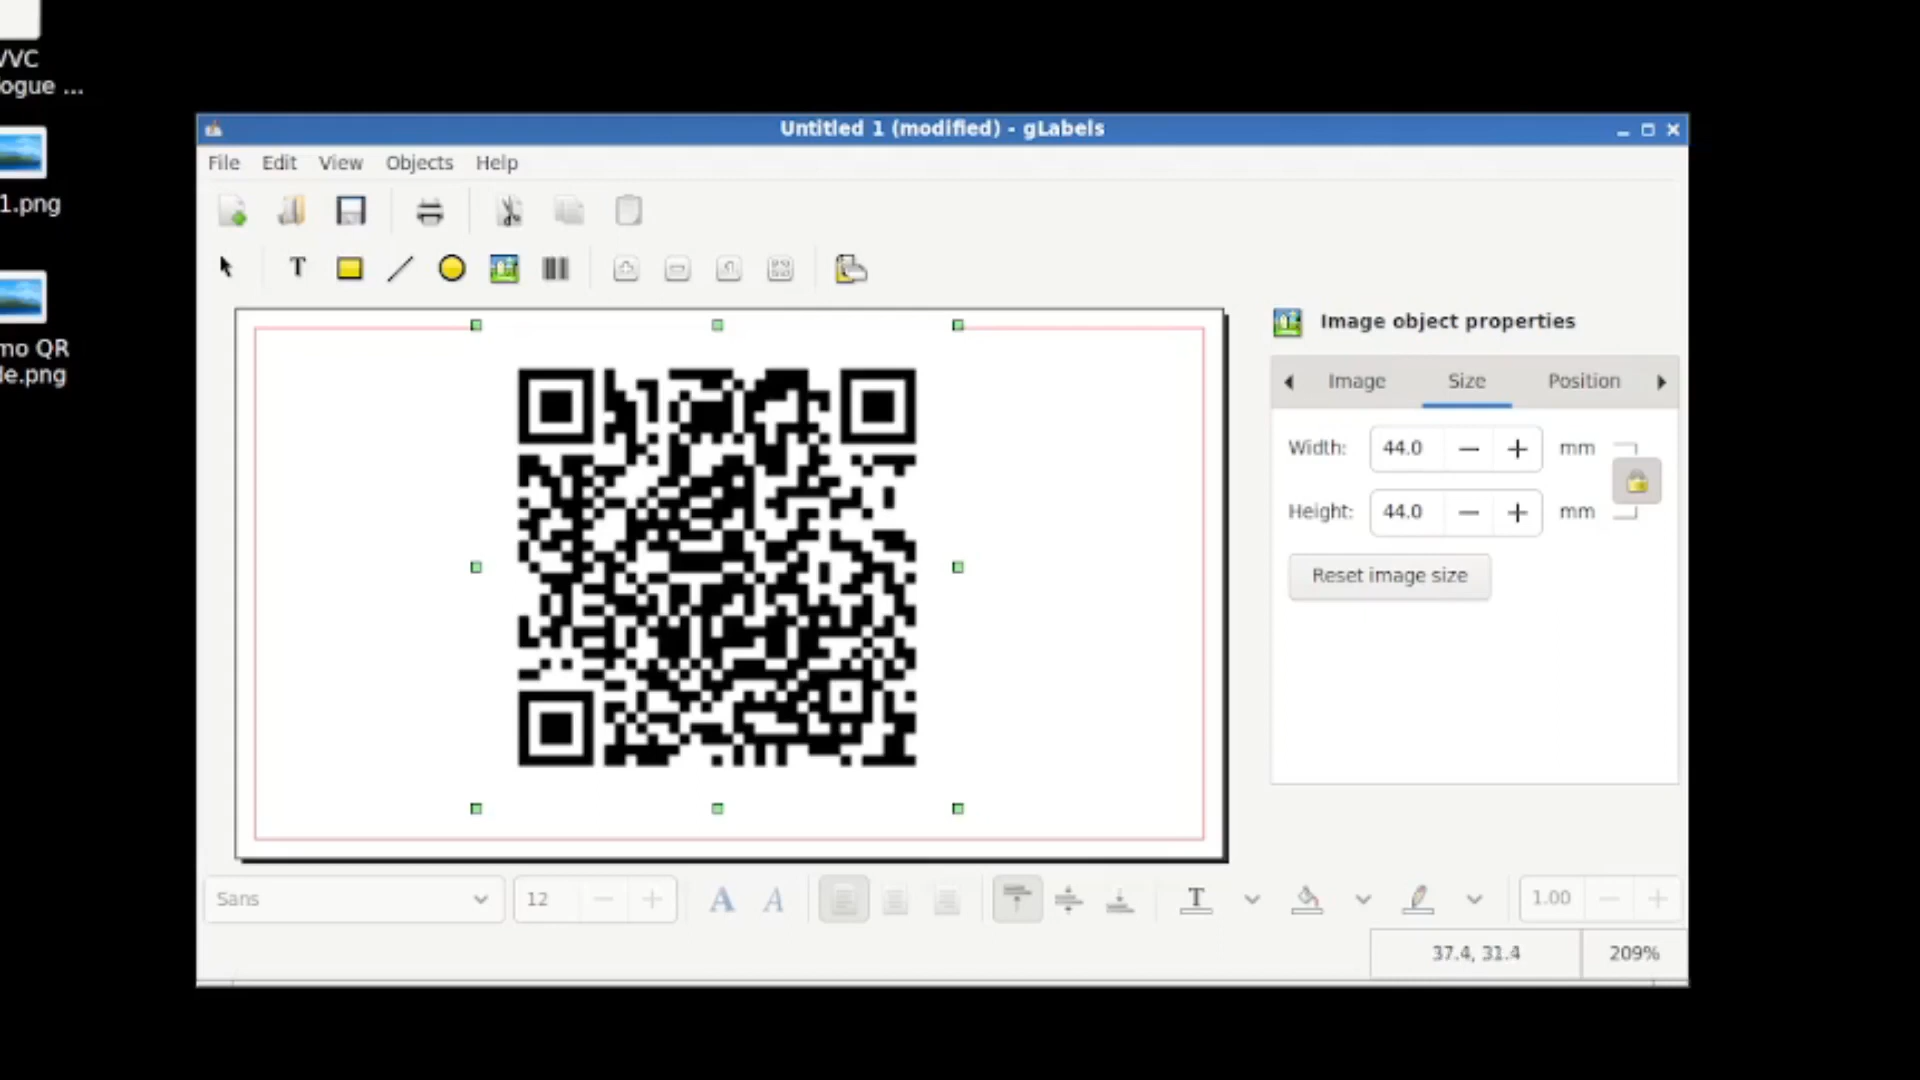 VVC
ogue ...
1.png
mo QR
de.png
Untitled 1 (modified) - gLabels
File Edit View Objects Help
T
Image object properties
Image Size Position
Width: 44.0 mm
Height: 44.0 mm
Reset image size
Sans 12 A A T 1.00
37.4, 31.4 209%